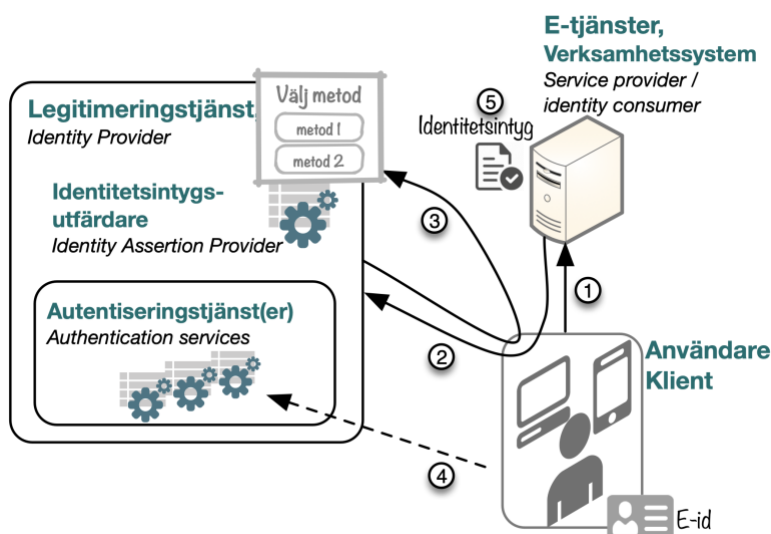 E-tjänster,
Verksamhetssystem
Service provider /
identity consumer
Välj metod
metod 1
metod 2
Legitimeringstjänst,
Identity Provider
5
Identitetsintyg
Identitetsintygs-
utfärdare
Identity Assertion Provider
3
1
Autentiseringstjänst(er)
Authentication services
2
Användare
Klient
4
E-id